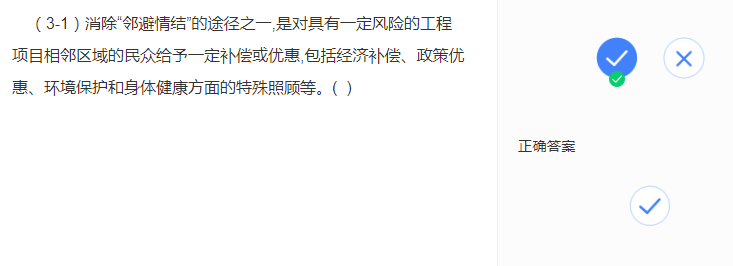 （3-1）消除“邻避情结”的途径之一,是对具有一定风险的工程
项目相邻区域的民众给予一定补偿或优惠,包括经济补偿、政策优
惠、环境保护和身体健康方面的特殊照顾等。( )
正确答案